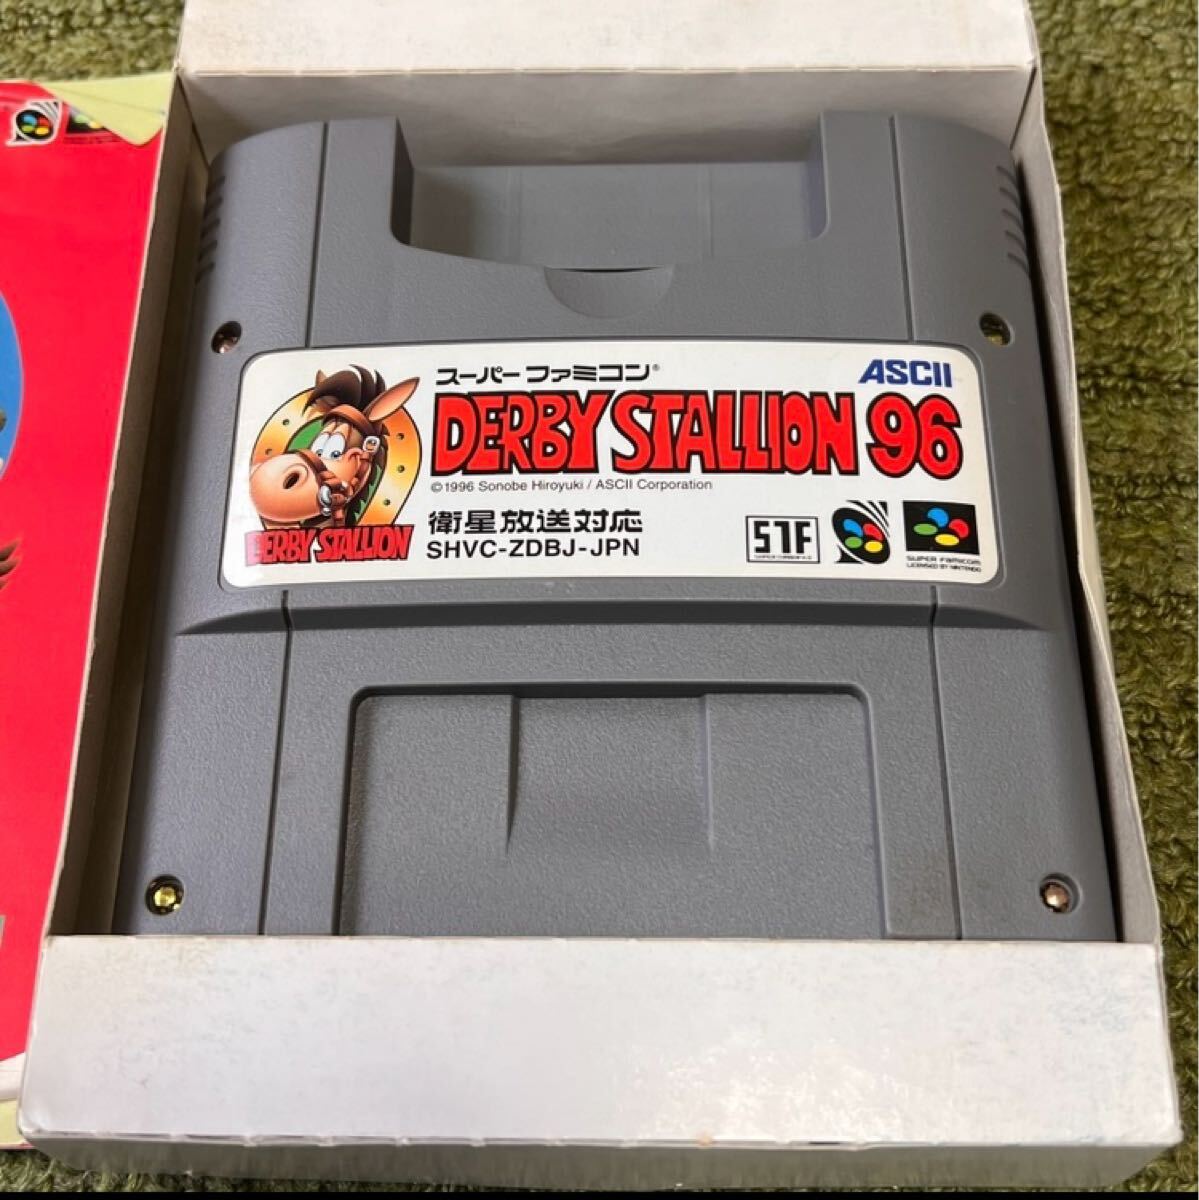 スーパーファミコン®
ASCII
DERBY STALLION 96
©1996 Sonobe Hiroyuki / ASCII Corporation
DERBY STALLION
衛星放送対応
SHVC-ZDBJ-JPN
STF
SUPER FAMICOM
LICENSED BY NINTENDO